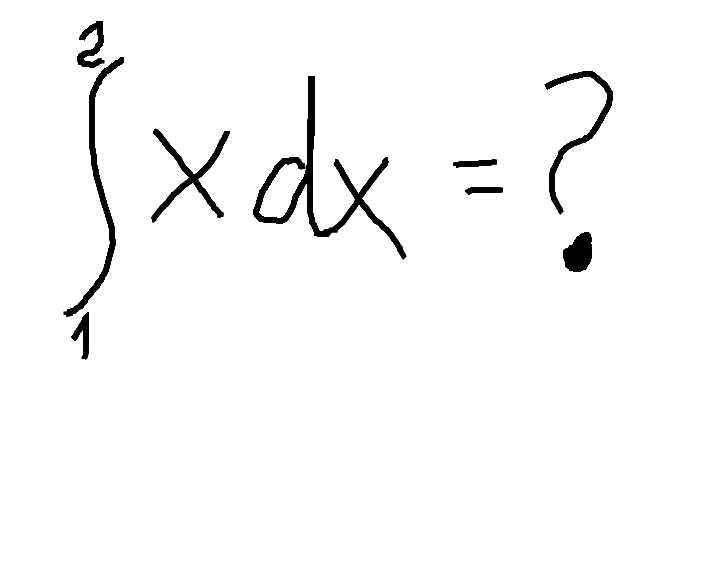 ∫₁² x dx = ?